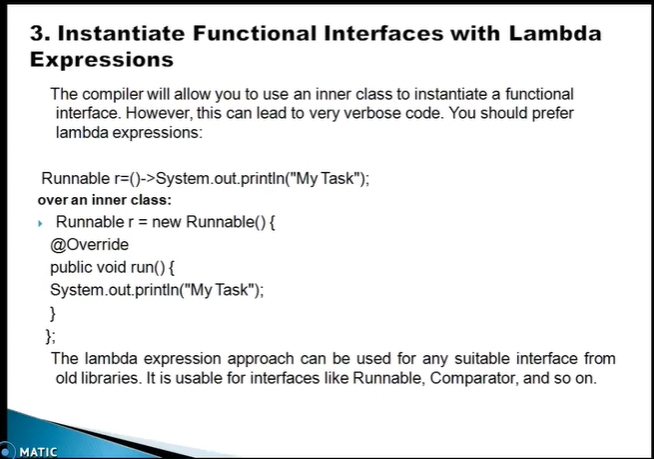 3. Instantiate Functional Interfaces with Lambda
Expressions
The compiler will allow you to use an inner class to instantiate a functional
interface. However, this can lead to very verbose code. You should prefer
lambda expressions:
Runnable r=()->System.out.println("My Task");
over an inner class:
Runnable r = new Runnable() {
@Override
public void run() {
System.out.println("My Task");
}
};
The lambda expression approach can be used for any suitable interface from
old libraries. It is usable for interfaces like Runnable, Comparator, and so on.
MATIC